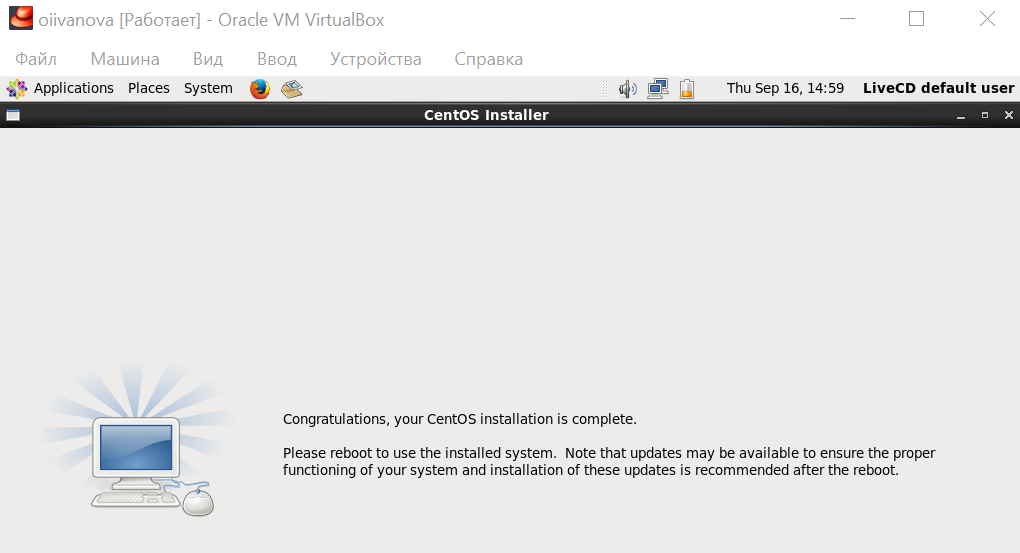 oiivanova [Работает] - Oracle VM VirtualBox
Файл Машина Вид Ввод Устройства Справка
Applications Places System Thu Sep 16, 14:59 LiveCD default user
CentOS Installer
Congratulations, your CentOS installation is complete.
Please reboot to use the installed system.  Note that updates may be available to ensure the proper
functioning of your system and installation of these updates is recommended after the reboot.